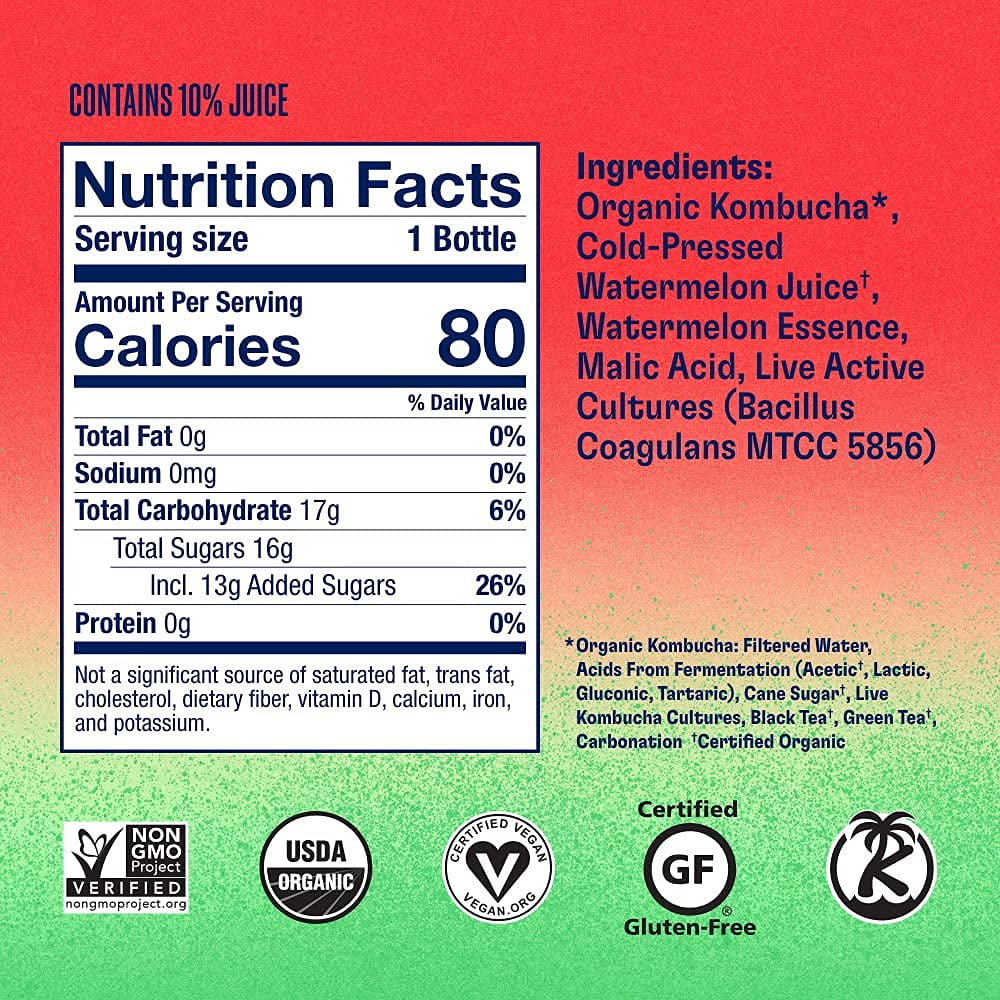 CONTAINS 10% JUICE
Nutrition Facts
Serving size 1 Bottle
Amount Per Serving
Calories 80
% Daily Value
Total Fat 0g 0%
Sodium 0mg 0%
Total Carbohydrate 17g 6%
Total Sugars 16g
Incl. 13g Added Sugars 26%
Protein 0g 0%
Not a significant source of saturated fat, trans fat,
cholesterol, dietary fiber, vitamin D, calcium, iron,
and potassium.
Ingredients:
Organic Kombucha*,
Cold-Pressed
Watermelon Juice†,
Watermelon Essence,
Malic Acid, Live Active
Cultures (Bacillus
Coagulans MTCC 5856)
*Organic Kombucha: Filtered Water,
Acids From Fermentation (Acetic†, Lactic,
Gluconic, Tartaric), Cane Sugar†, Live
Kombucha Cultures, Black Tea†, Green Tea†,
Carbonation †Certified Organic
NON
GMO
Project
VERIFIED
nongmoproject.org
USDA
ORGANIC
CERTIFIED VEGAN
V
VEGAN.ORG
Certified
GF
®
Gluten-Free
K